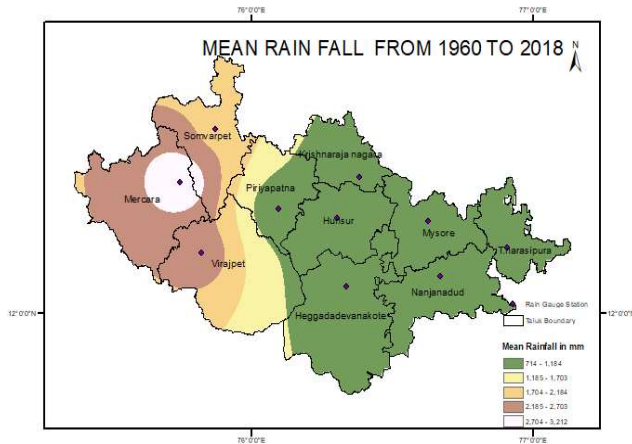 76°0'0"E
77°0'0"E
MEAN RAIN FALL FROM 1960 TO 2018
N
Somvarpet
Krishnaraja nagara
Mercara
Piriyapatna
Hunsur
Mysore
T.Narasipura
Virajpet
Nanjanadud
Heggadadevanakote
12°0'0"N
12°0'0"N
Rain Gauge Station
Taluk Boundary
Mean Rainfall in mm
714 - 1,184
1,185 - 1,703
1,704 - 2,184
2,185 - 2,703
2,704 - 3,212
76°0'0"E
77°0'0"E